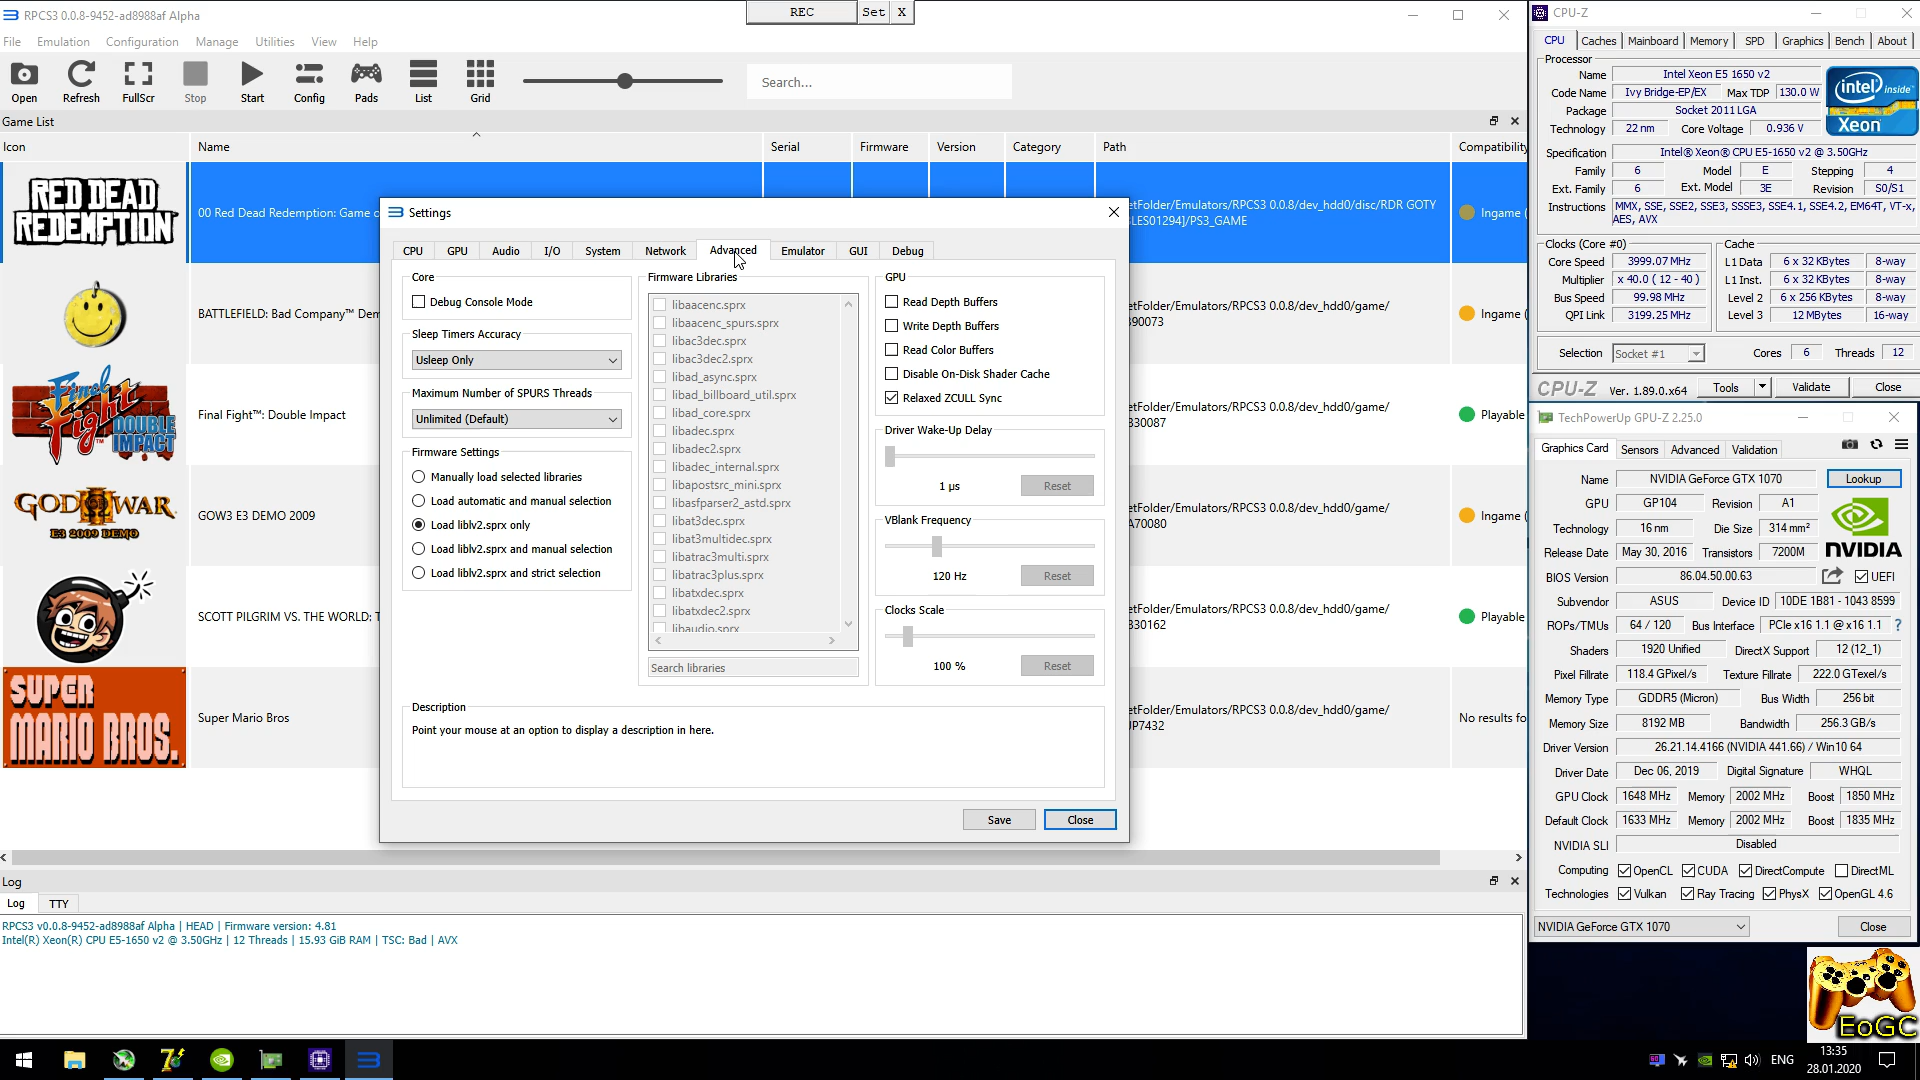 RPCS3 0.0.8-9452-ad8988af Alpha
REC Set X
File Emulation Configuration Manage Utilities View Help
Open Refresh FullScr Stop Start Config Pads List Grid
Search...
Game List
Icon Name Serial Firmware Version Category Path Compatibility
RED DEAD
REDEMPTION
00 Red Dead Redemption: Game o
etFolder/Emulators/RPCS3 0.0.8/dev_hdd0/disc/RDR GOTY
LES01294]/PS3_GAME
Ingame (
BATTLEFIELD: Bad Company™ Den
etFolder/Emulators/RPCS3 0.0.8/dev_hdd0/game/
90073
Ingame (
Final Fight DOUBLE IMPACT
Final Fight™: Double Impact
etFolder/Emulators/RPCS3 0.0.8/dev_hdd0/game/
30087
Playable
GOD OF WAR
E3 2009 DEMO
GOW3 E3 DEMO 2009
etFolder/Emulators/RPCS3 0.0.8/dev_hdd0/game/
A70080
Ingame (
SCOTT PILGRIM VS. THE WORLD: T
etFolder/Emulators/RPCS3 0.0.8/dev_hdd0/game/
30162
Playable
SUPER
MARIO BROS.
Super Mario Bros
etFolder/Emulators/RPCS3 0.0.8/dev_hdd0/game/
JP7432
No results fo
Settings
CPU GPU Audio I/O System Network Advanced Emulator GUI Debug
Core
Debug Console Mode
Sleep Timers Accuracy
Usleep Only
Maximum Number of SPURS Threads
Unlimited (Default)
Firmware Settings
Manually load selected libraries
Load automatic and manual selection
Load liblv2.sprx only
Load liblv2.sprx and manual selection
Load liblv2.sprx and strict selection
Firmware Libraries
libaacenc.sprx
libaacenc_spurs.sprx
libac3dec.sprx
libac3dec2.sprx
libad_async.sprx
libad_billboard_util.sprx
libad_core.sprx
libadec.sprx
libadec2.sprx
libadec_internal.sprx
libapostsrc_mini.sprx
libasfparser2_astd.sprx
libat3dec.sprx
libat3multidec.sprx
libatrac3multi.sprx
libatrac3plus.sprx
libatxdec.sprx
libatxdec2.sprx
libaudio.sprx
Search libraries
GPU
Read Depth Buffers
Write Depth Buffers
Read Color Buffers
Disable On-Disk Shader Cache
Relaxed ZCULL Sync
Driver Wake-Up Delay
1 µs Reset
VBlank Frequency
120 Hz Reset
Clocks Scale
100 % Reset
Description
Point your mouse at an option to display a description in here.
Save Close
Log
Log TTY
RPCS3 v0.0.8-9452-ad8988af Alpha | HEAD | Firmware version: 4.81
Intel(R) Xeon(R) CPU E5-1650 v2 @ 3.50GHz | 12 Threads | 15.93 GiB RAM | TSC: Bad | AVX
CPU-Z
CPU Caches Mainboard Memory SPD Graphics Bench About
Processor
Name Intel Xeon E5 1650 v2
Code Name Ivy Bridge-EP/EX Max TDP 130.0 W
Package Socket 2011 LGA
Technology 22 nm Core Voltage 0.936 V
intel inside
Xeon
Specification Intel® Xeon® CPU E5-1650 v2 @ 3.50GHz
Family 6 Model E Stepping 4
Ext. Family 6 Ext. Model 3E Revision S0/S1
Instructions MMX, SSE, SSE2, SSE3, SSSE3, SSE4.1, SSE4.2, EM64T, VT-x,
AES, AVX
Clocks (Core #0)
Core Speed 3999.07 MHz
Multiplier x 40.0 ( 12 - 40 )
Bus Speed 99.98 MHz
QPI Link 3199.25 MHz
Cache
L1 Data 6 x 32 KBytes 8-way
L1 Inst. 6 x 32 KBytes 8-way
Level 2 6 x 256 KBytes 8-way
Level 3 12 MBytes 16-way
Selection Socket #1 Cores 6 Threads 12
CPU-Z Ver. 1.89.0.x64 Tools Validate Close
TechPowerUp GPU-Z 2.25.0
Graphics Card Sensors Advanced Validation
Name NVIDIA GeForce GTX 1070 Lookup
GPU GP104 Revision A1
Technology 16 nm Die Size 314 mm²
Release Date May 30, 2016 Transistors 7200M
NVIDIA
BIOS Version 86.04.50.00.63 UEFI
Subvendor ASUS Device ID 10DE 1B81 - 1043 8599
ROPs/TMUs 64 / 120 Bus Interface PCIe x16 1.1 @ x16 1.1 ?
Shaders 1920 Unified DirectX Support 12 (12_1)
Pixel Fillrate 118.4 GPixel/s Texture Fillrate 222.0 GTexel/s
Memory Type GDDR5 (Micron) Bus Width 256 bit
Memory Size 8192 MB Bandwidth 256.3 GB/s
Driver Version 26.21.14.4166 (NVIDIA 441.66) / Win10 64
Driver Date Dec 06, 2019 Digital Signature WHQL
GPU Clock 1648 MHz Memory 2002 MHz Boost 1850 MHz
Default Clock 1633 MHz Memory 2002 MHz Boost 1835 MHz
NVIDIA SLI Disabled
Computing OpenCL CUDA DirectCompute DirectML
Technologies Vulkan Ray Tracing PhysX OpenGL 4.6
NVIDIA GeForce GTX 1070 Close
EoGC
ENG
13:35
28.01.2020